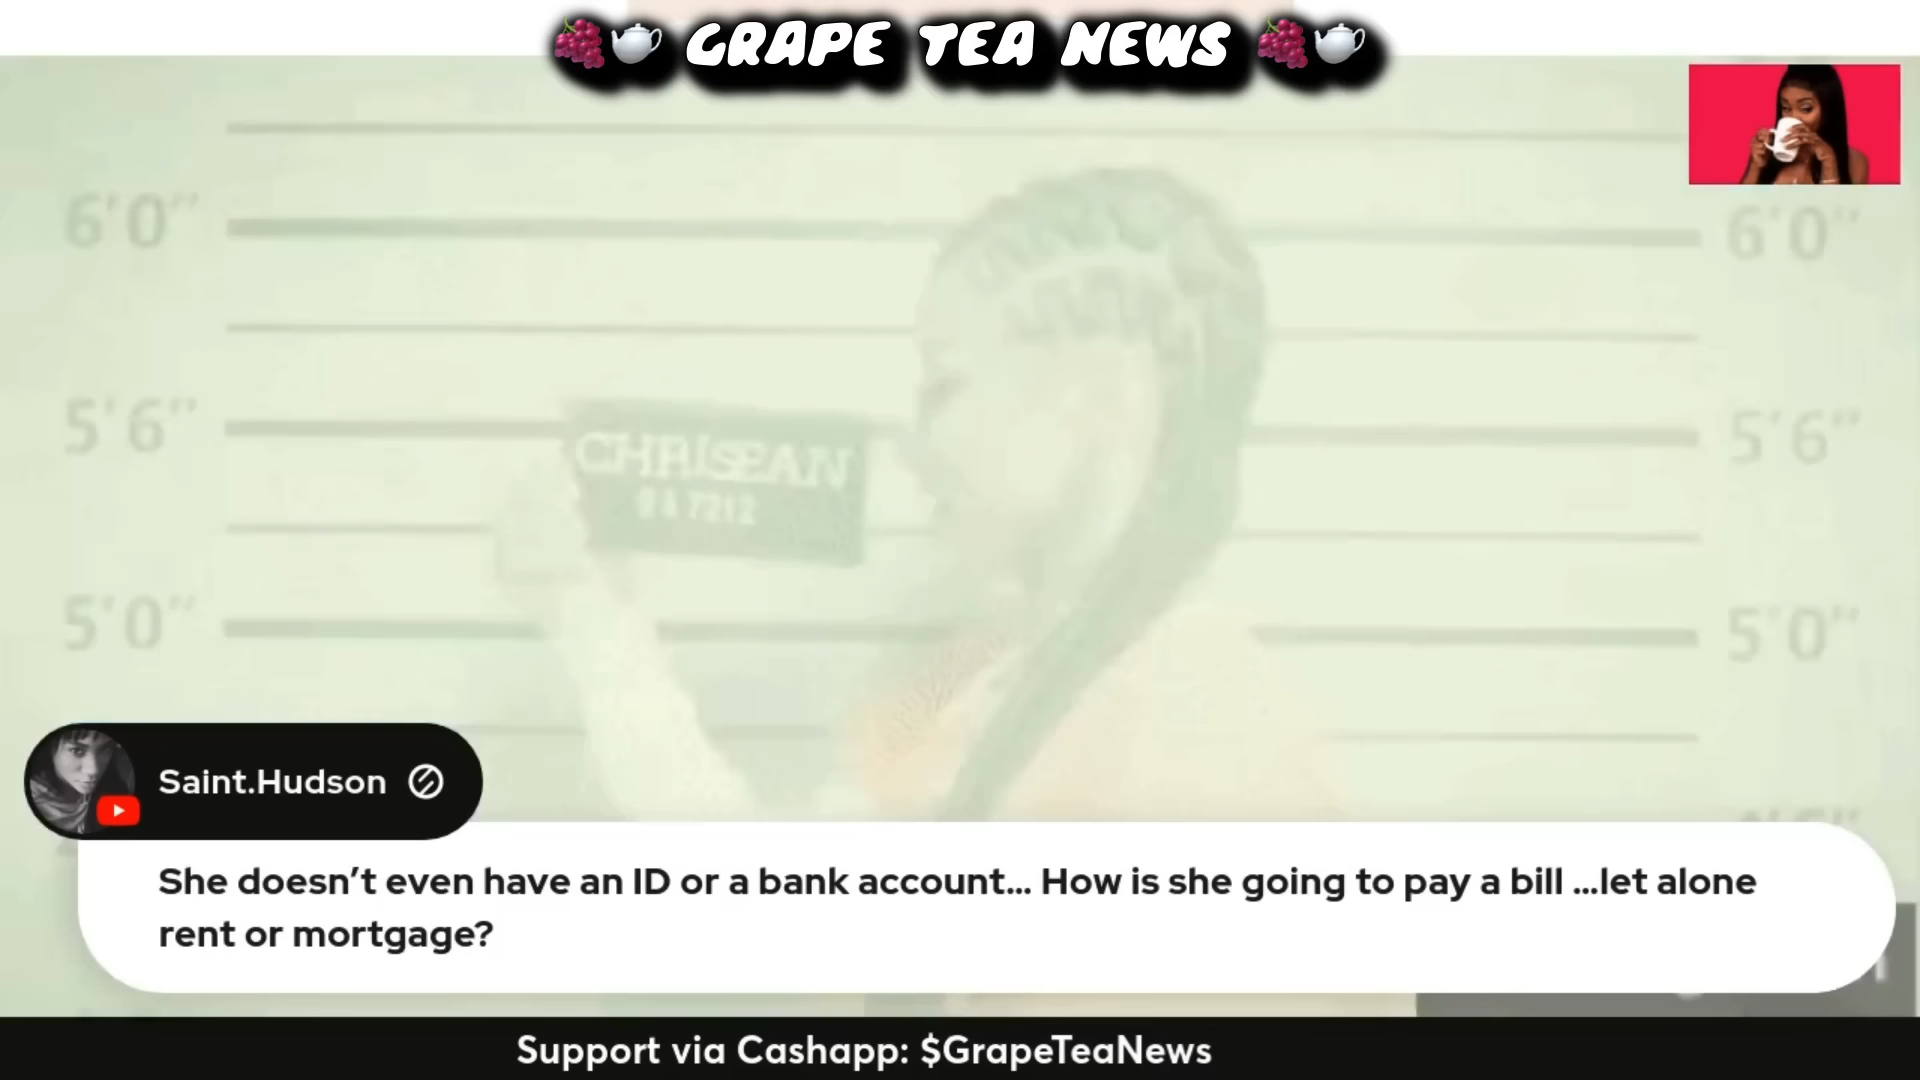 GRAPE TEA NEWS
6'0" 6'0"
5'6" 5'6"
CHRISEAN
5'0" 5'0"
Saint.Hudson
She doesn’t even have an ID or a bank account... How is she going to pay a bill ...let alone
rent or mortgage?
Support via Cashapp: $GrapeTeaNews